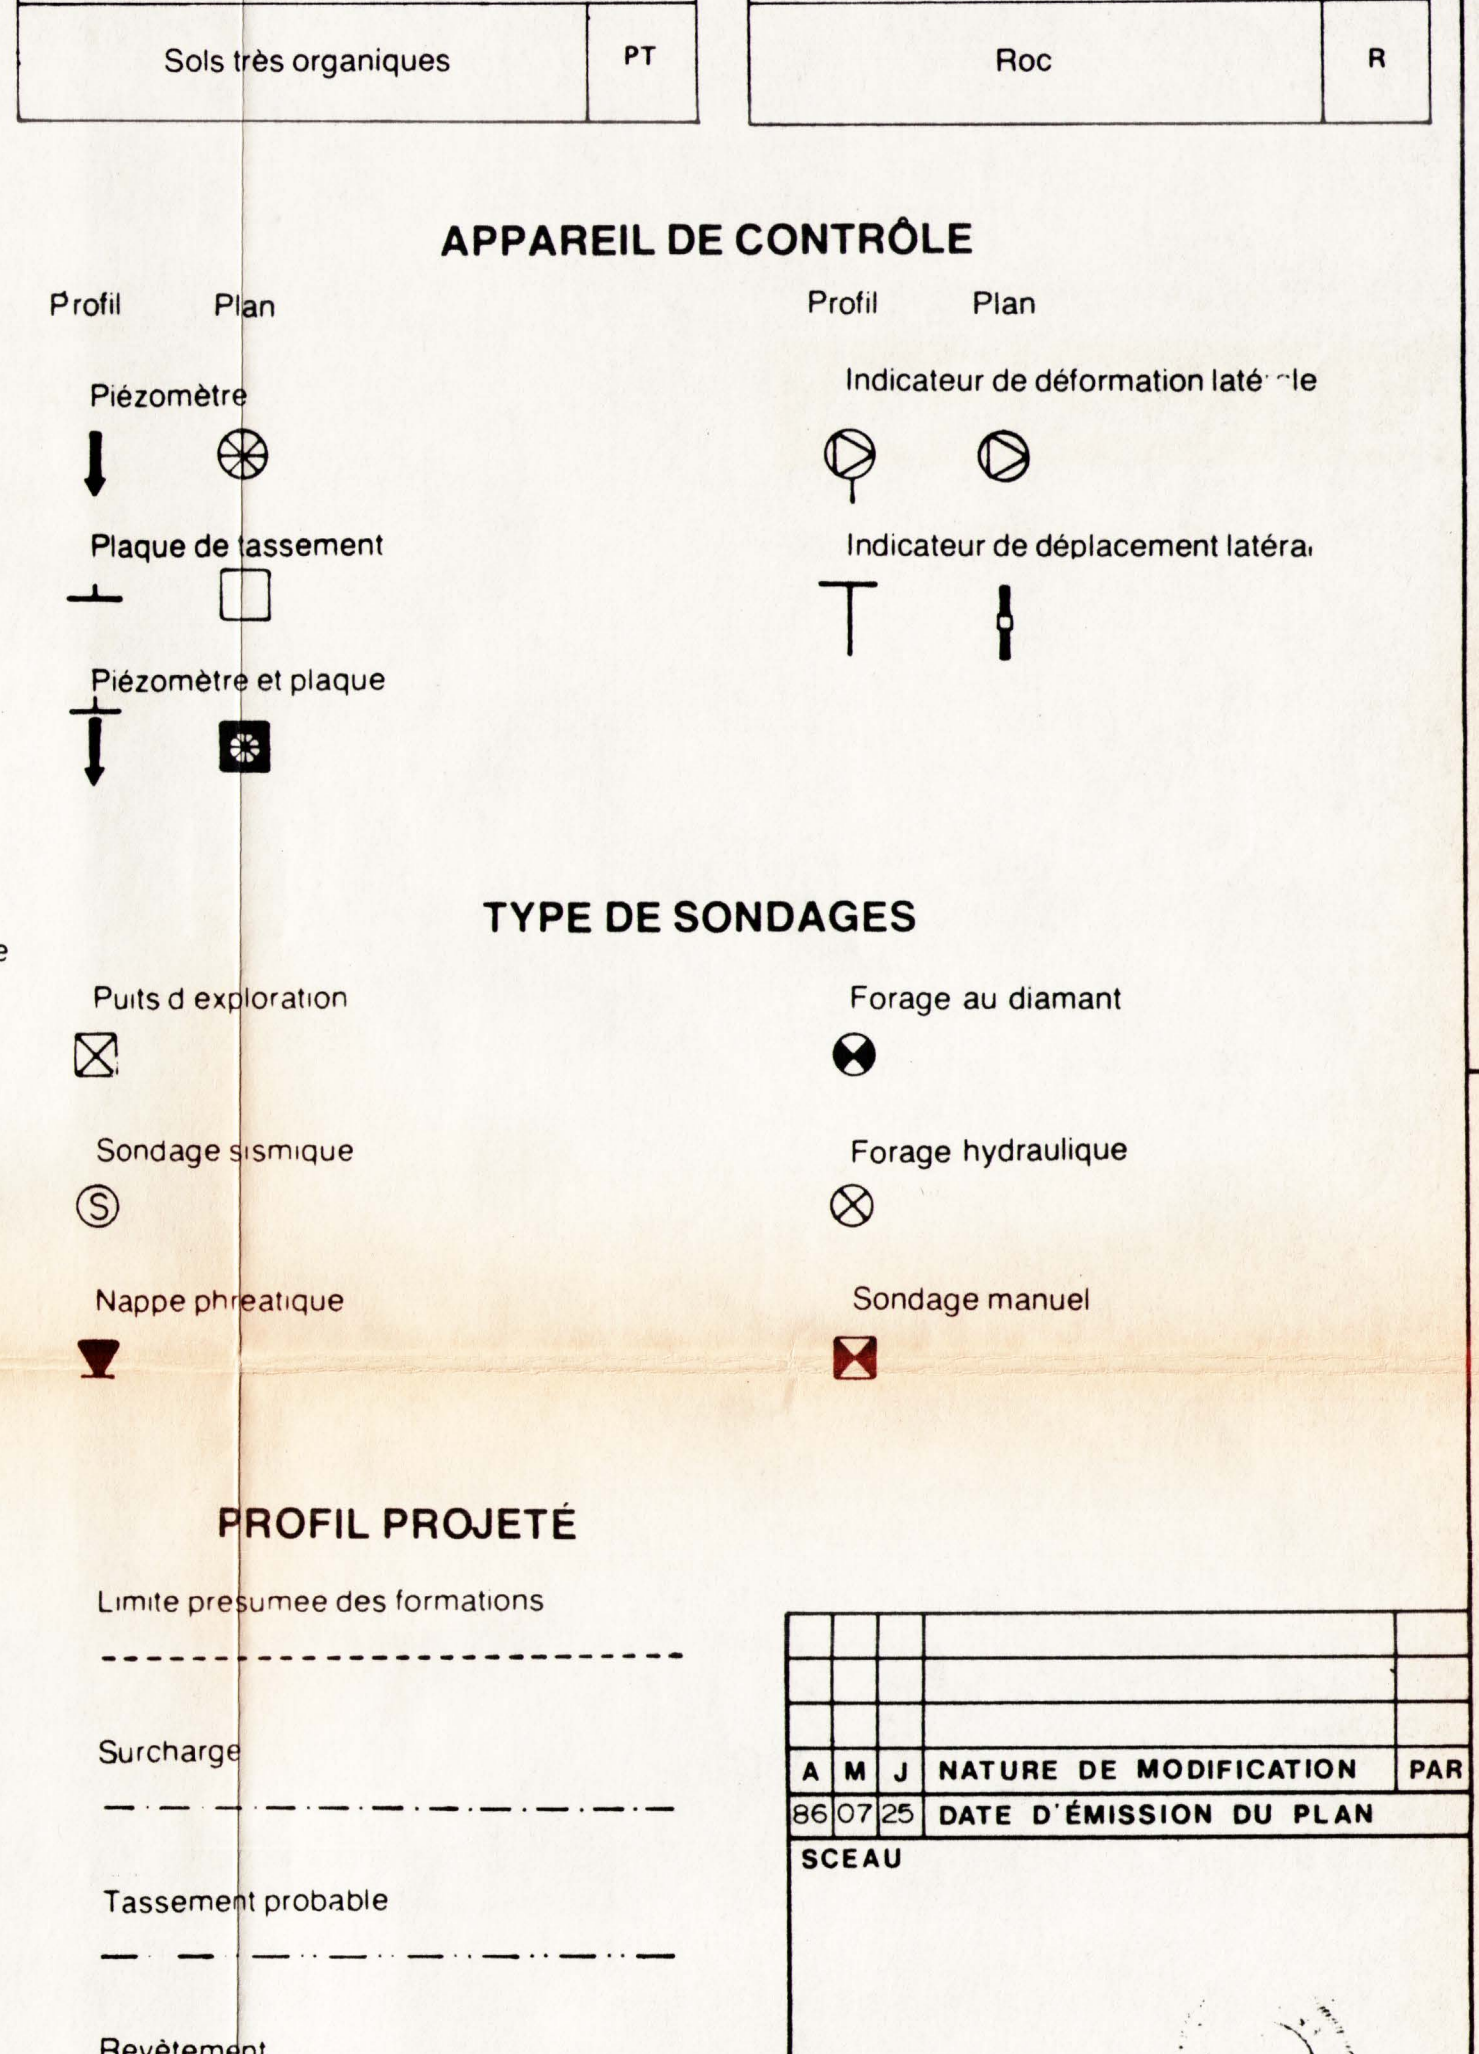 Sols très organiques PT
Roc R
APPAREIL DE CONTRÔLE
Profil Plan
Profil Plan
Piézomètre
Indicateur de déformation
Plaque de tassement
Indicateur de déplacement
Piézomètre et plaque
TYPE DE SONDAGES
Puits d exploration
Forage au diamant
Sondage sismique
S
Forage hydraulique
Nappe phreatique
Sondage manuel
PROFIL PROJETÉ
Limite presumee des formations
Surcharge
Tassement probable
Revêtement
A M J NATURE DE MODIFICATION PAR
86 07 25 DATE D'ÉMISSION DU PLAN
SCEAU